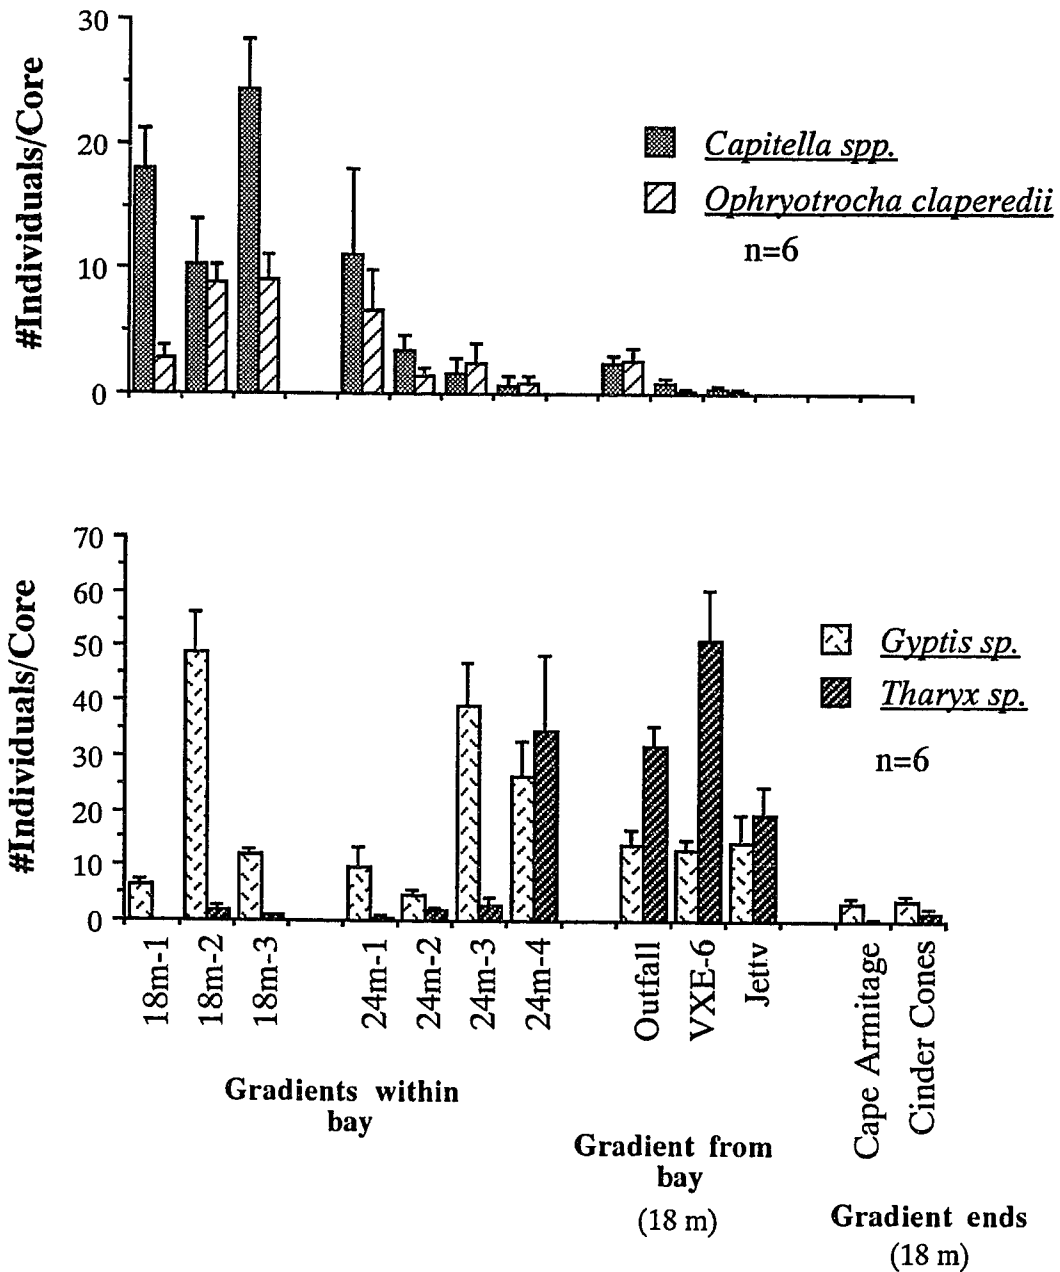 #Individuals/Core
30
20
10
0
Capitella spp.
Ophryotrocha claperedii
n=6
#Individuals/Core
70
60
50
40
30
20
10
0
Gyptis sp.
Tharyx sp.
n=6
18m-1
18m-2
18m-3
24m-1
24m-2
24m-3
24m-4
Outfall
VXE-6
Jetty
Cape Armitage
Cinder Cones
Gradients within
bay
Gradient from
bay
(18 m)
Gradient ends
(18 m)